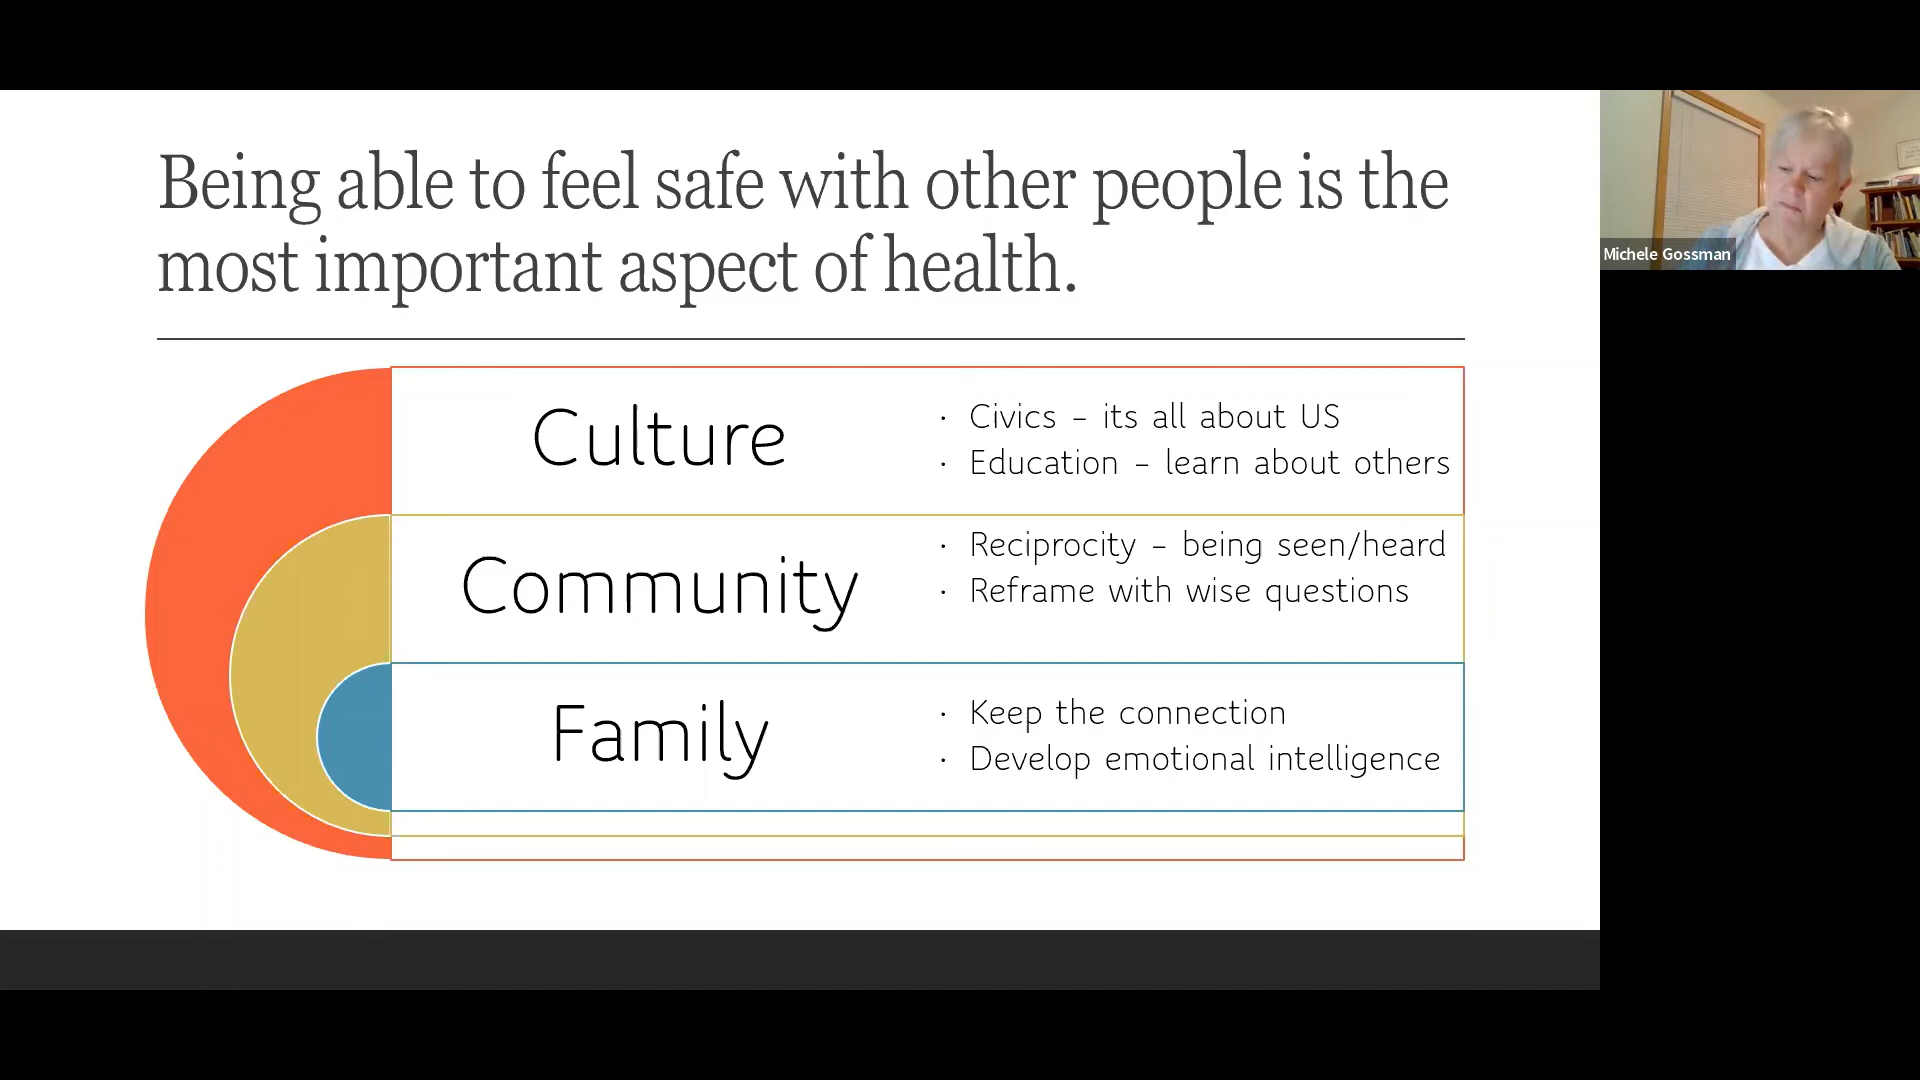 Being able to feel safe with other people is the
most important aspect of health.
Culture
· Civics – its all about US
· Education – learn about others
Community
· Reciprocity – being seen/heard
· Reframe with wise questions
Family
· Keep the connection
· Develop emotional intelligence
Michele Gossman